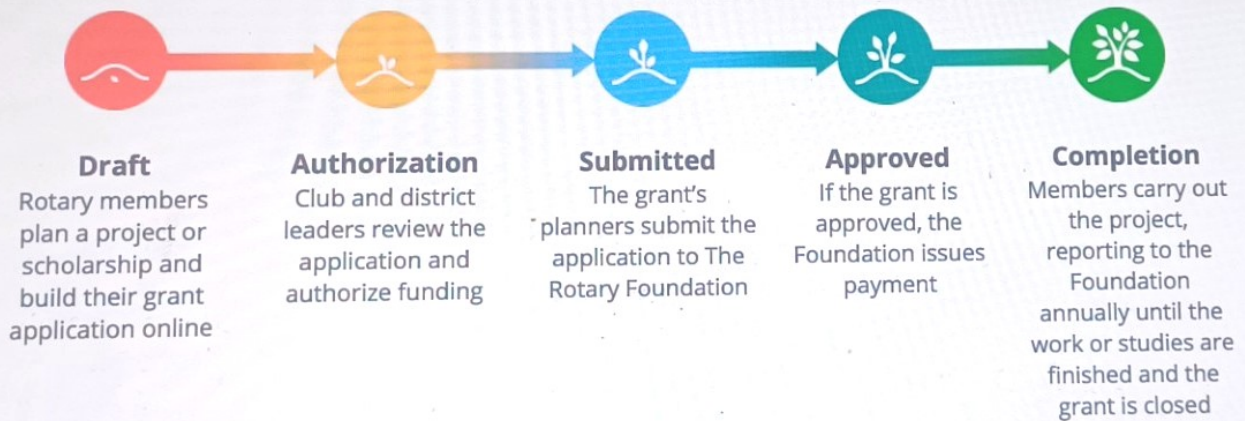 Draft
Rotary members
plan a project or
scholarship and
build their grant
application online
Authorization
Club and district
leaders review the
application and
authorize funding
Submitted
The grant's
planners submit the
application to The
Rotary Foundation
Approved
If the grant is
approved, the
Foundation issues
payment
Completion
Members carry out
the project,
reporting to the
Foundation
annually until the
work or studies are
finished and the
grant is closed